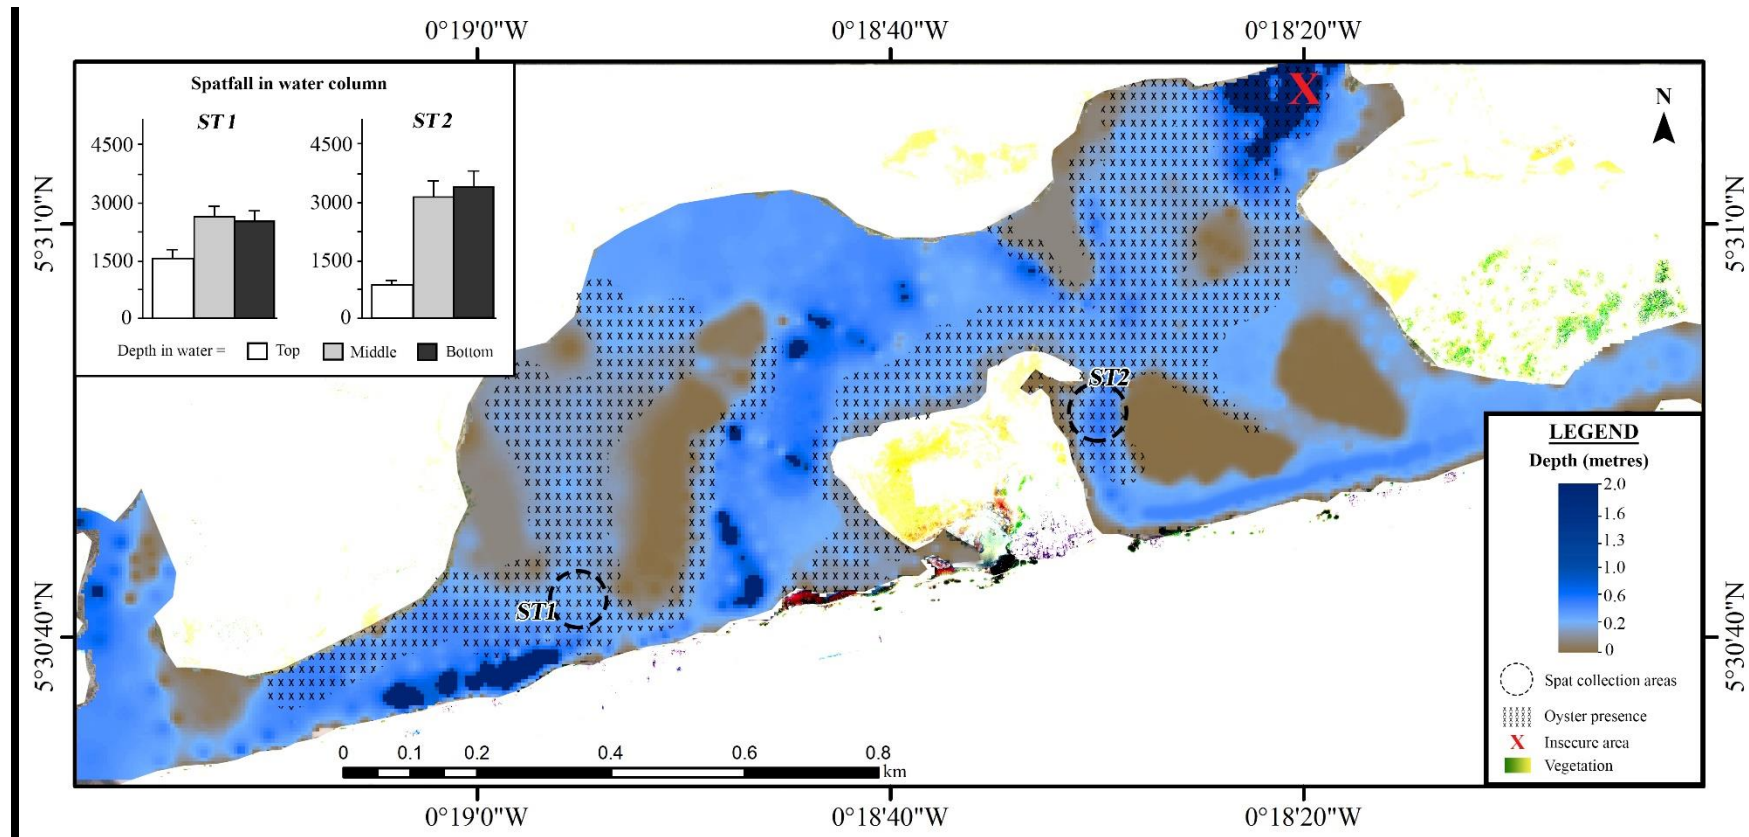 0°19'0"W
0°18'40"W
0°18'20"W
Spatfall in water column
ST 1
ST 2
4500
3000
1500
0
4500
3000
1500
0
Depth in water =
Top
Middle
Bottom
X
N
5°31'0"N
5°31'0"N
ST2
ST1
5°30'40"N
5°30'40"N
LEGEND
Depth (metres)
2.0
1.6
1.3
1.0
0.6
0.2
0
Spat collection areas
Oyster presence
X Insecure area
Vegetation
0 0.1 0.2 0.4 0.6 0.8
km
0°19'0"W
0°18'40"W
0°18'20"W